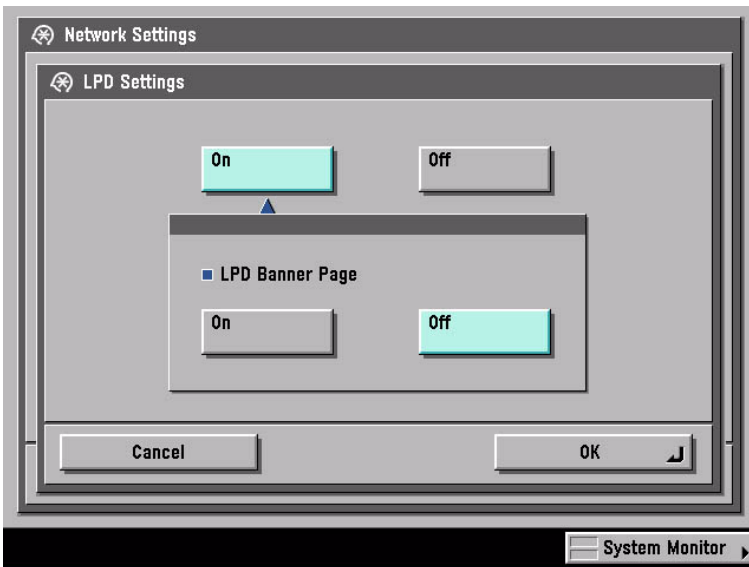 Network Settings
LPD Settings
On Off
LPD Banner Page
On Off
Cancel OK
System Monitor